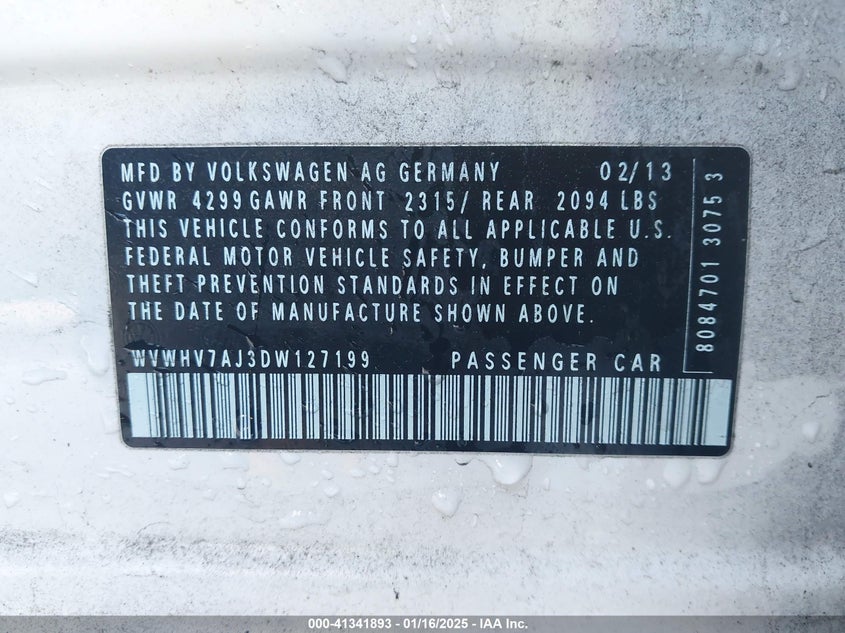 MFD BY VOLKSWAGEN AG GERMANY 02/13
GVWR 4299 GAWR FRONT 2315/ REAR 2094 LBS
THIS VEHICLE CONFORMS TO ALL APPLICABLE U.S.
FEDERAL MOTOR VEHICLE SAFETY, BUMPER AND
THEFT PREVENTION STANDARDS IN EFFECT ON
THE DATE OF MANUFACTURE SHOWN ABOVE.
WVWHV7AJ3DW127199 PASSENGER CAR
8084701 3075 3
000-41341893 - 01/16/2025 - IAA Inc.